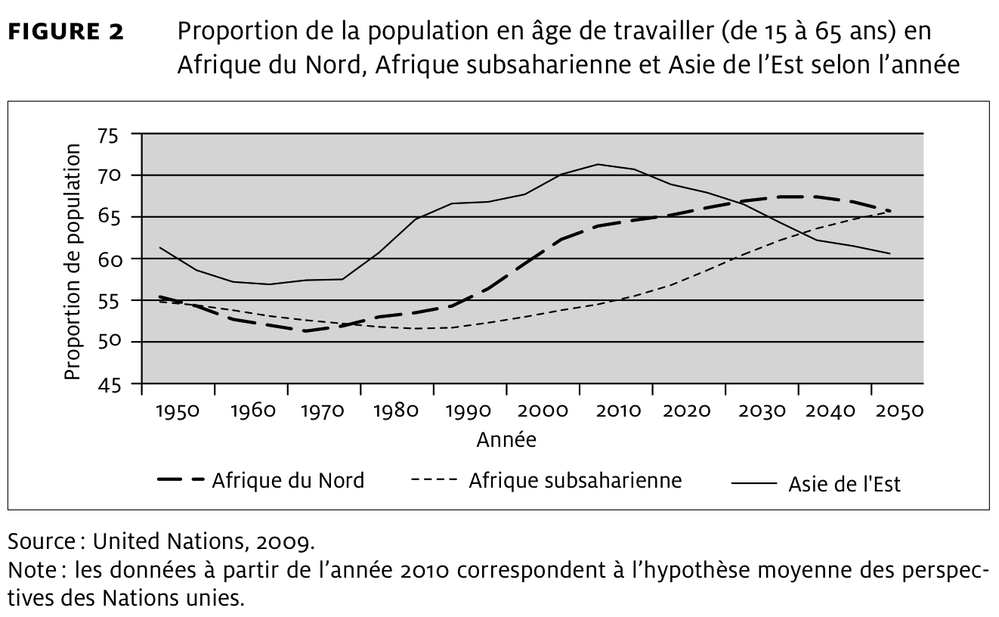 FIGURE 2 Proportion de la population en âge de travailler (de 15 à 65 ans) en
Afrique du Nord, Afrique subsaharienne et Asie de l’Est selon l’année
Proportion de population
75
70
65
60
55
50
45
1950 1960 1970 1980 1990 2000 2010 2020 2030 2040 2050
Année
Afrique du Nord Afrique subsaharienne Asie de l'Est
Source : United Nations, 2009.
Note : les données à partir de l’année 2010 correspondent à l’hypothèse moyenne des perspec-
tives des Nations unies.